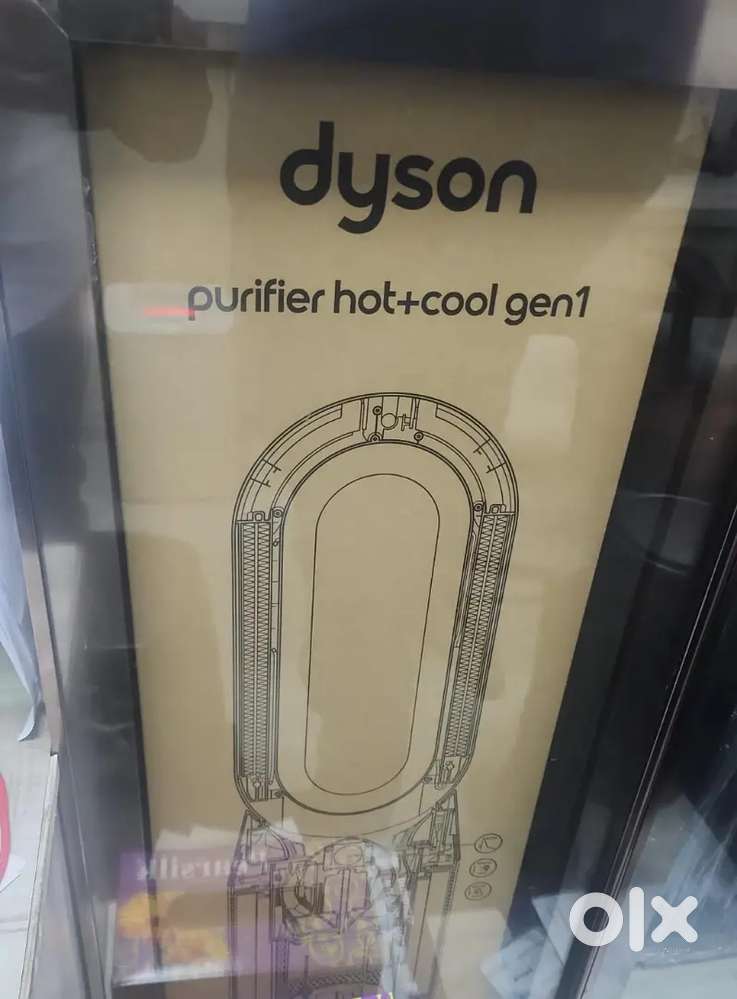 dyson
purifier hot+cool gen1
olx